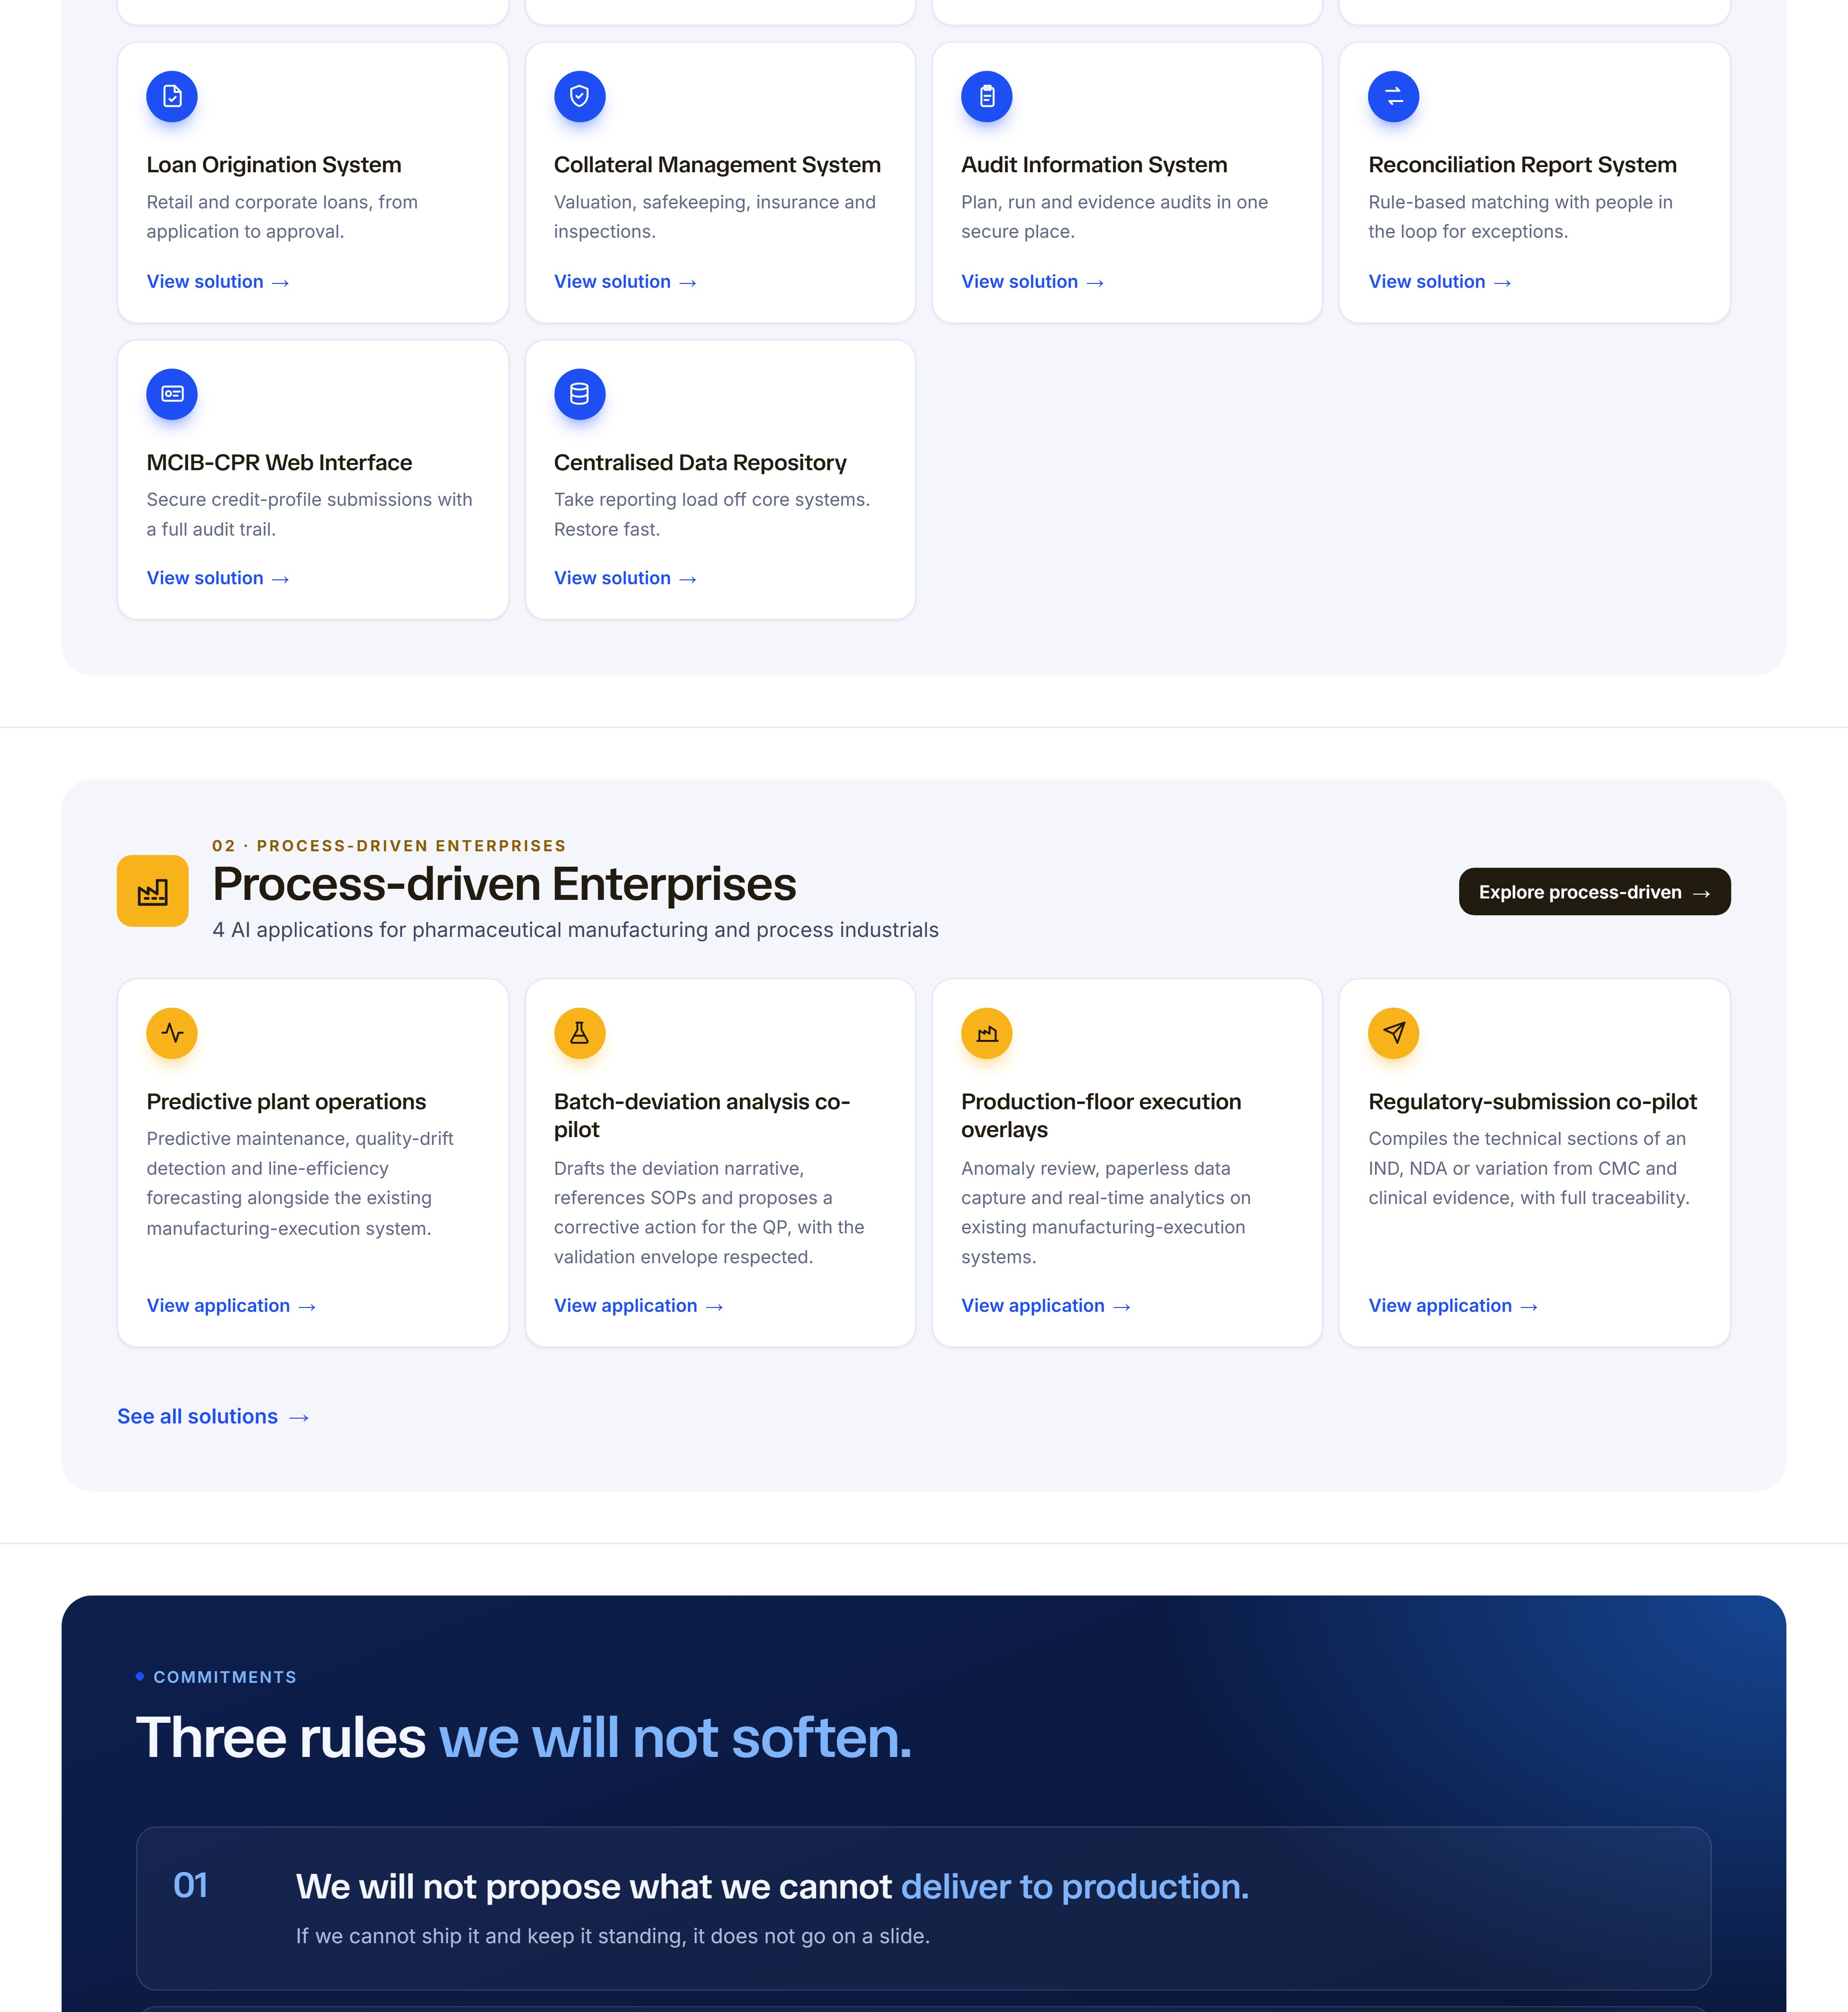 Loan Origination System
Retail and corporate loans, from
application to approval.
View solution →
Collateral Management System
Valuation, safekeeping, insurance and
inspections.
View solution →
Audit Information System
Plan, run and evidence audits in one
secure place.
View solution →
Reconciliation Report System
Rule-based matching with people in
the loop for exceptions.
View solution →
MCIB-CPR Web Interface
Secure credit-profile submissions with
a full audit trail.
View solution →
Centralised Data Repository
Take reporting load off core systems.
Restore fast.
View solution →
02 · PROCESS-DRIVEN ENTERPRISES
Process-driven Enterprises
4 AI applications for pharmaceutical manufacturing and process industrials
Explore process-driven →
Predictive plant operations
Predictive maintenance, quality-drift
detection and line-efficiency
forecasting alongside the existing
manufacturing-execution system.
View application →
Batch-deviation analysis co-
pilot
Drafts the deviation narrative,
references SOPs and proposes a
corrective action for the QP, with the
validation envelope respected.
View application →
Production-floor execution
overlays
Anomaly review, paperless data
capture and real-time analytics on
existing manufacturing-execution
systems.
View application →
Regulatory-submission co-pilot
Compiles the technical sections of an
IND, NDA or variation from CMC and
clinical evidence, with full traceability.
View application →
See all solutions →
COMMITMENTS
Three rules we will not soften.
01
We will not propose what we cannot deliver to production.
If we cannot ship it and keep it standing, it does not go on a slide.